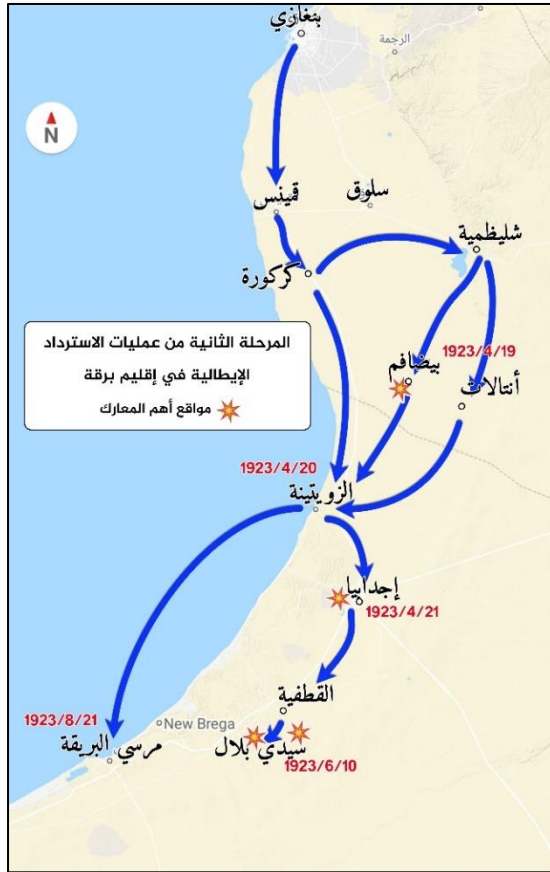 بنغازي
الرجمة
N
قمينس
سلوق
شليظمية
كركورة
المرحلة الثانية من عمليات الاسترداد
الإيطالية في إقليم برقة
مواقع أهم المعارك
1923/4/19
بيضافم
أنتالات
1923/4/20
الزويتينة
إجدابيا
1923/4/21
القطفية
New Brega
1923/8/21
مرسي البريقة
سيدي بلال
1923/6/10